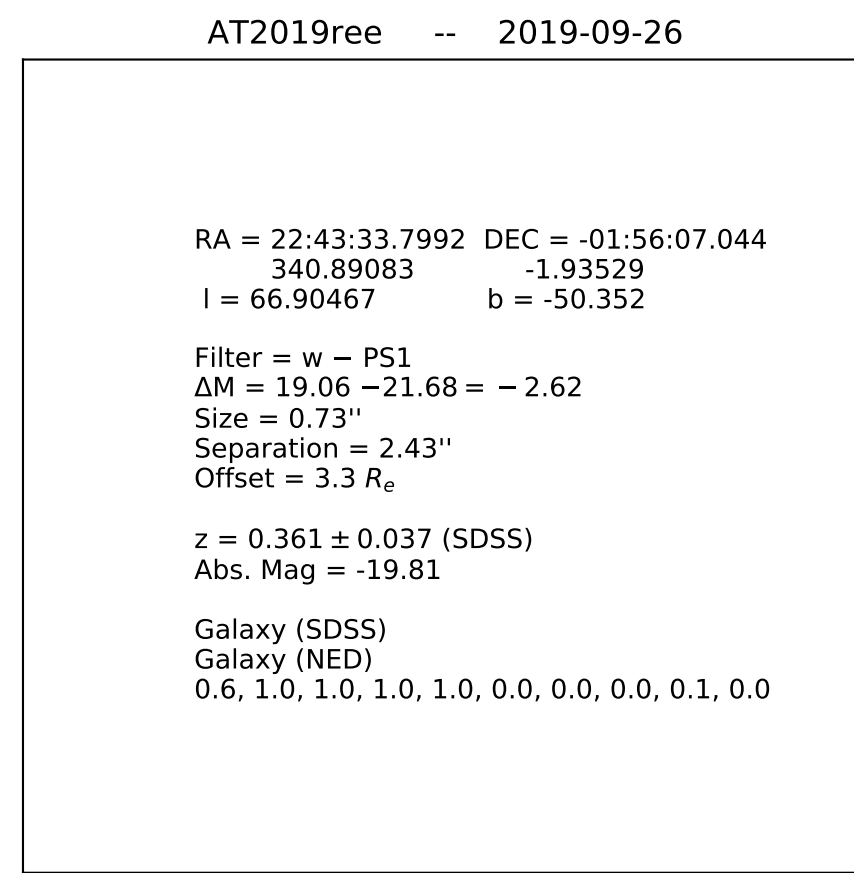 AT2019ree -- 2019-09-26
RA = 22:43:33.7992 DEC = -01:56:07.044
340.89083 -1.93529
l = 66.90467 b = -50.352
Filter = w − PS1
ΔM = 19.06 −21.68 = − 2.62
Size = 0.73''
Separation = 2.43''
Offset = 3.3 Rₑ
z = 0.361 ± 0.037 (SDSS)
Abs. Mag = -19.81
Galaxy (SDSS)
Galaxy (NED)
0.6, 1.0, 1.0, 1.0, 1.0, 0.0, 0.0, 0.0, 0.1, 0.0